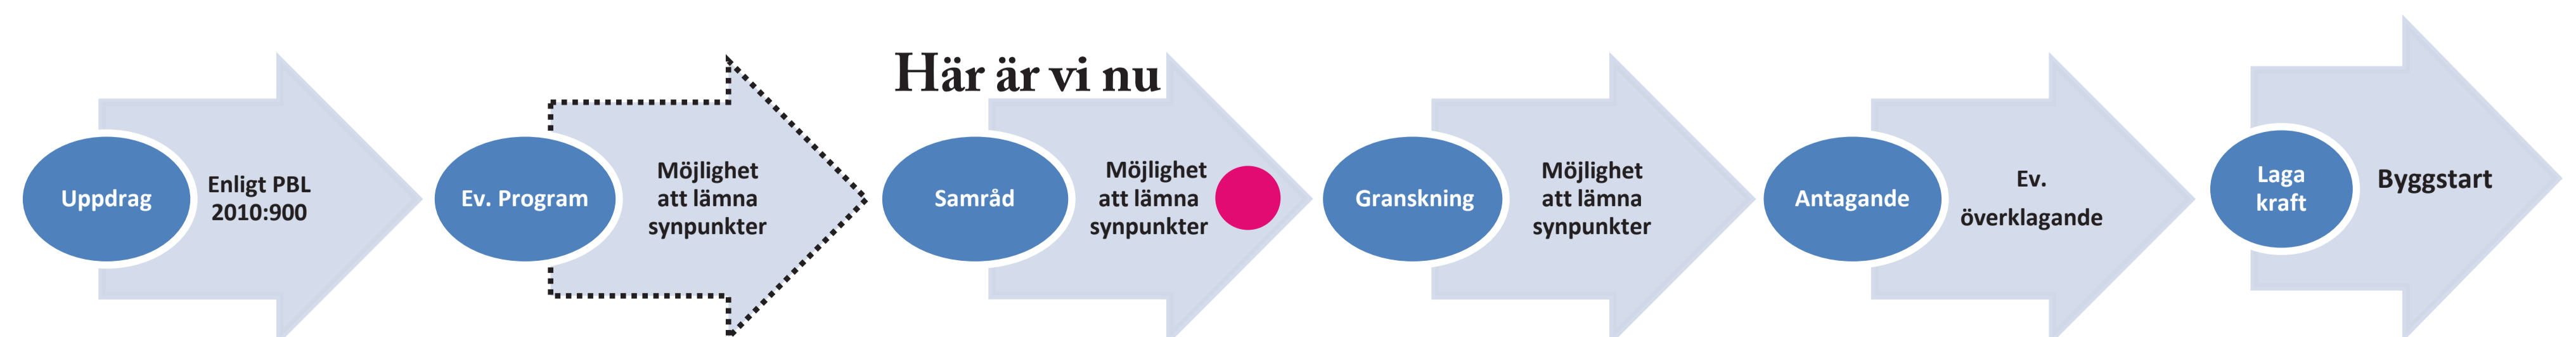 Här är vi nu
Uppdrag
Enligt PBL
2010:900
Ev. Program
Möjlighet
att lämna
synpunkter
Samråd
Möjlighet
att lämna
synpunkter
Granskning
Möjlighet
att lämna
synpunkter
Antagande
Ev.
överklagande
Laga
kraft
Byggstart